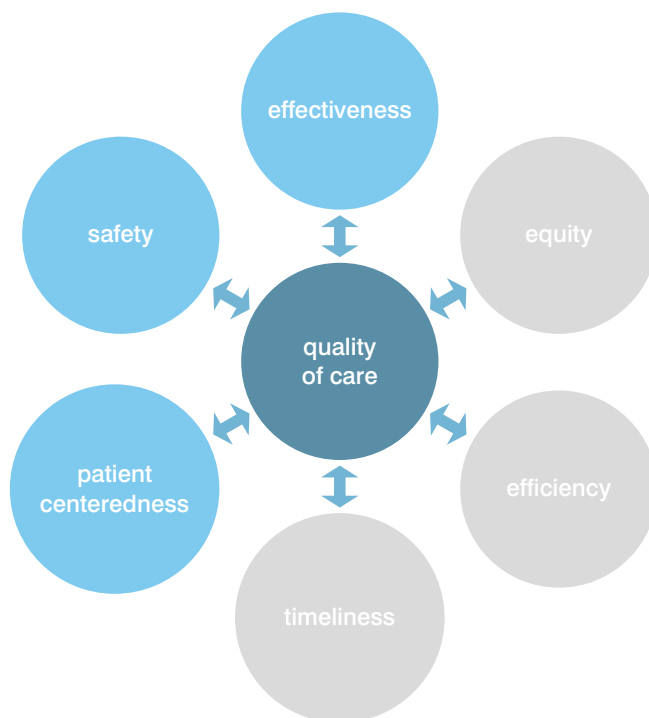 effectiveness
safety
equity
quality
of care
patient
centeredness
efficiency
timeliness